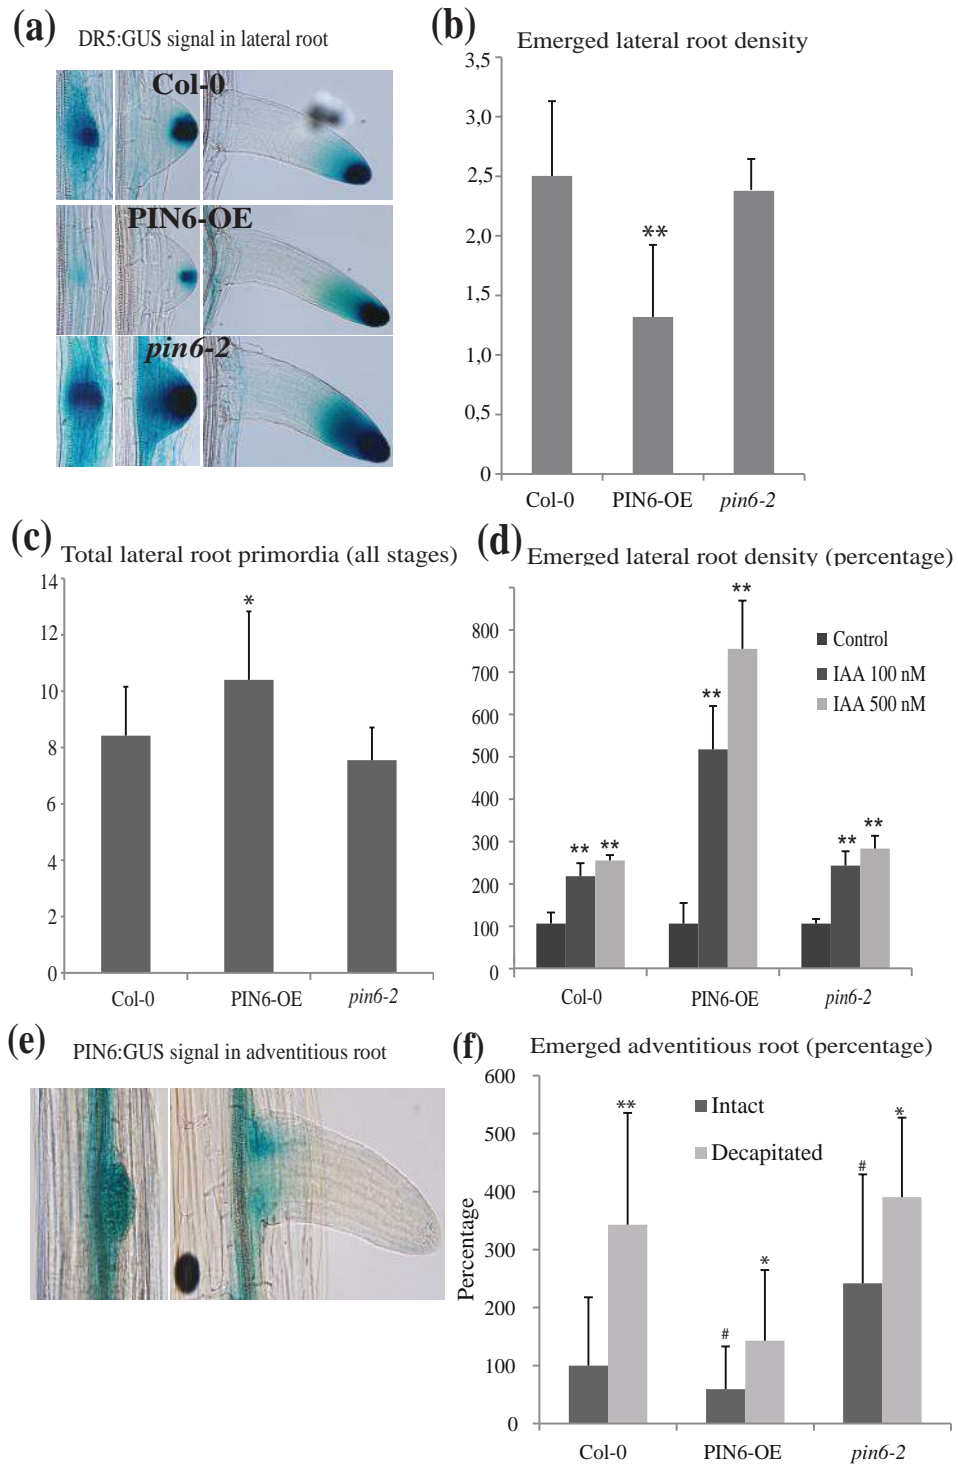 (a)
DR5:GUS signal in lateral root
Col-0
PIN6-OE
pin6-2
(b)
Emerged lateral root density
3,5
3,0
2,5
2,0
1,5
1,0
0,5
0
**
Col-0 PIN6-OE pin6-2
(c)
Total lateral root primordia (all stages)
14
12
10
8
6
4
2
0
*
Col-0 PIN6-OE pin6-2
(d)
Emerged lateral root density (percentage)
800
700
600
500
400
300
200
100
0
** ** ** ** ** **
Control
IAA 100 nM
IAA 500 nM
Col-0 PIN6-OE pin6-2
(e)
PIN6:GUS signal in adventitious root
(f)
Emerged adventitious root (percentage)
Percentage
600
500
400
300
200
100
0
** # * # *
Intact
Decapitated
Col-0 PIN6-OE pin6-2